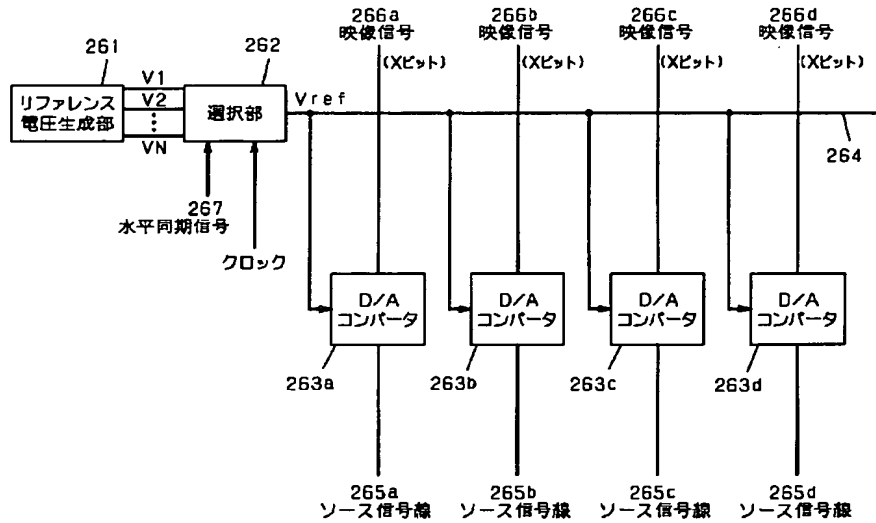 266a
映像信号
(Xビット)
266b
映像信号
(Xビット)
266c
映像信号
(Xビット)
266d
映像信号
(Xビット)
261
リファレンス
電圧生成部
V1
V2
⋮
VN
262
選択部
Vref
264
267
水平同期信号
クロック
D/A
コンバータ
263a
D/A
コンバータ
263b
D/A
コンバータ
263c
D/A
コンバータ
263d
265a
ソース信号線
265b
ソース信号線
265c
ソース信号線
265d
ソース信号線